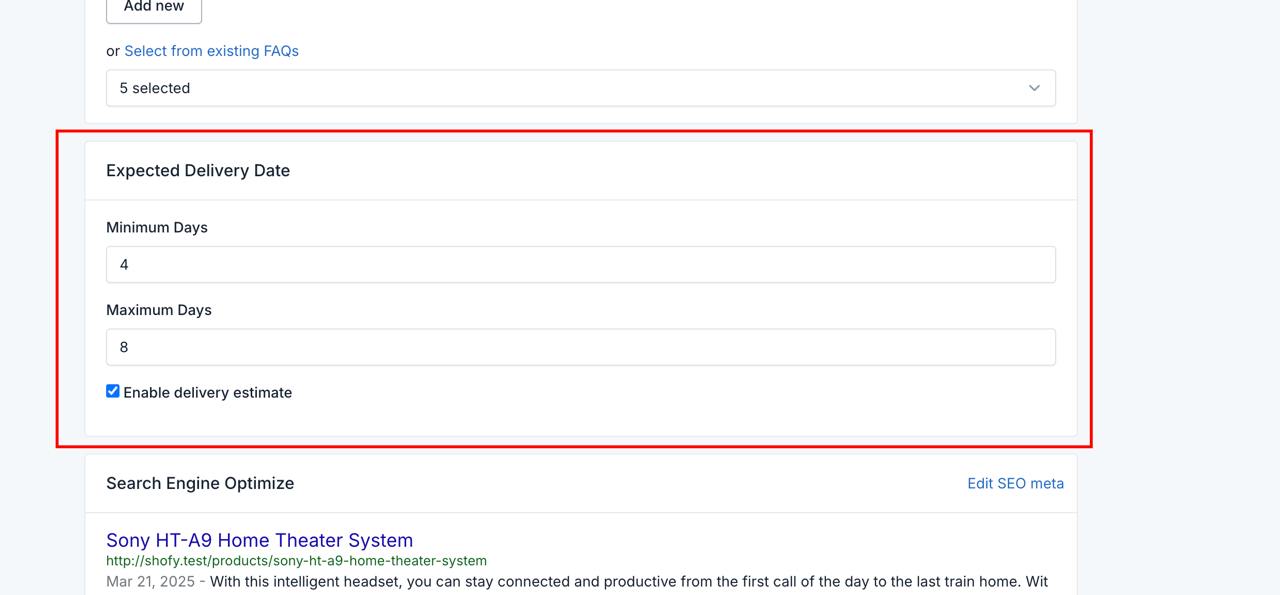 Add new
or Select from existing FAQs
5 selected
Expected Delivery Date
Minimum Days
4
Maximum Days
8
Enable delivery estimate
Search Engine Optimize
Edit SEO meta
Sony HT-A9 Home Theater System
http://shofy.test/products/sony-ht-a9-home-theater-system
Mar 21, 2025 - With this intelligent headset, you can stay connected and productive from the first call of the day to the last train home. Wit